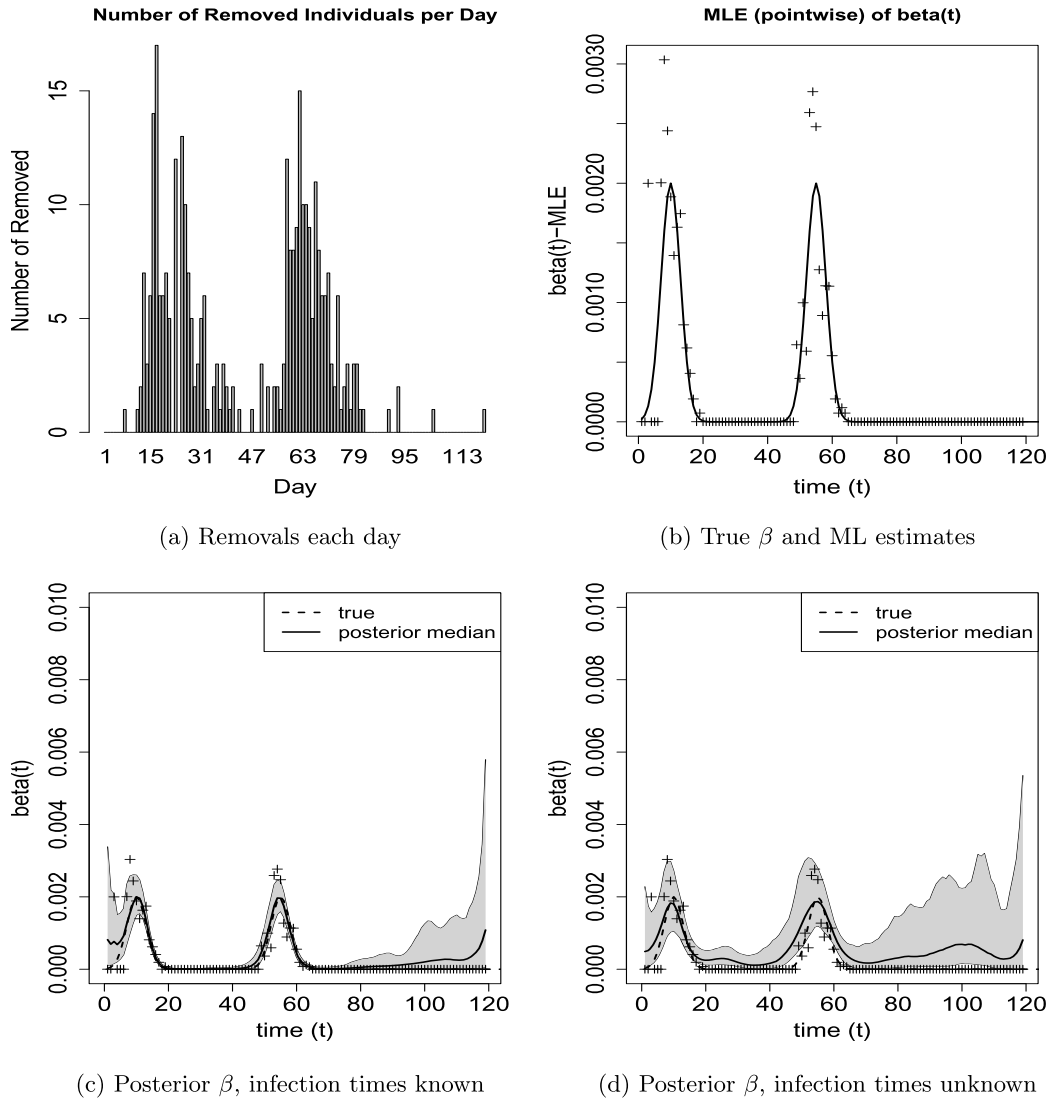 Number of Removed Individuals per Day
Number of Removed
0 5 10 15
1 15 31 47 63 79 95 113
Day
(a) Removals each day
MLE (pointwise) of beta(t)
beta(t)−MLE
0.0000 0.0010 0.0020 0.0030
0 20 40 60 80 100 120
time (t)
(b) True β and ML estimates
beta(t)
0.000 0.002 0.004 0.006 0.008 0.010
true
posterior median
0 20 40 60 80 100 120
time (t)
(c) Posterior β, infection times known
beta(t)
0.000 0.002 0.004 0.006 0.008 0.010
true
posterior median
0 20 40 60 80 100 120
time (t)
(d) Posterior β, infection times unknown